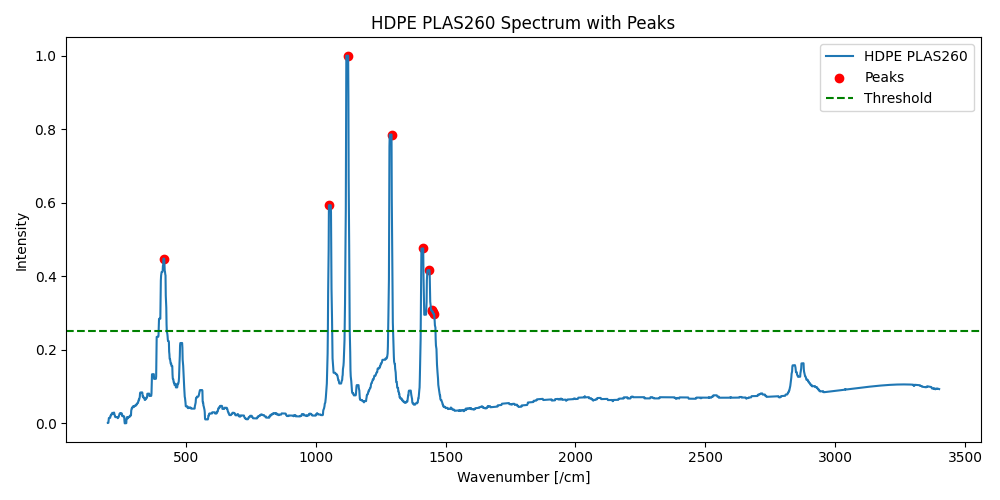 HDPE PLAS260 Spectrum with Peaks
HDPE PLAS260
Peaks
Threshold
Intensity
1.0
0.8
0.6
0.4
0.2
0.0
500 1000 1500 2000 2500 3000 3500
Wavenumber [/cm]